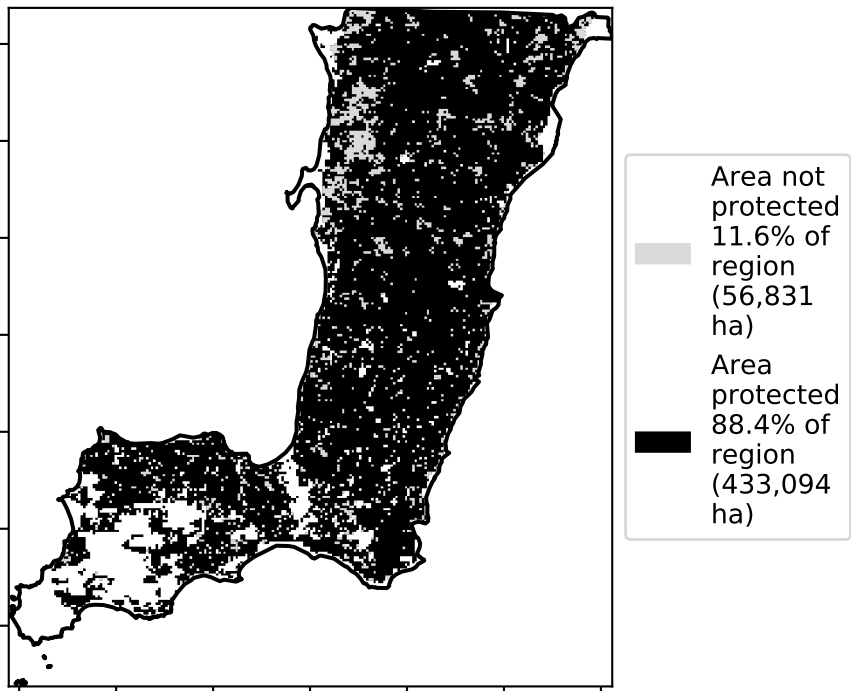 Area not
protected
11.6% of
region
(56,831
ha)
Area
protected
88.4% of
region
(433,094
ha)